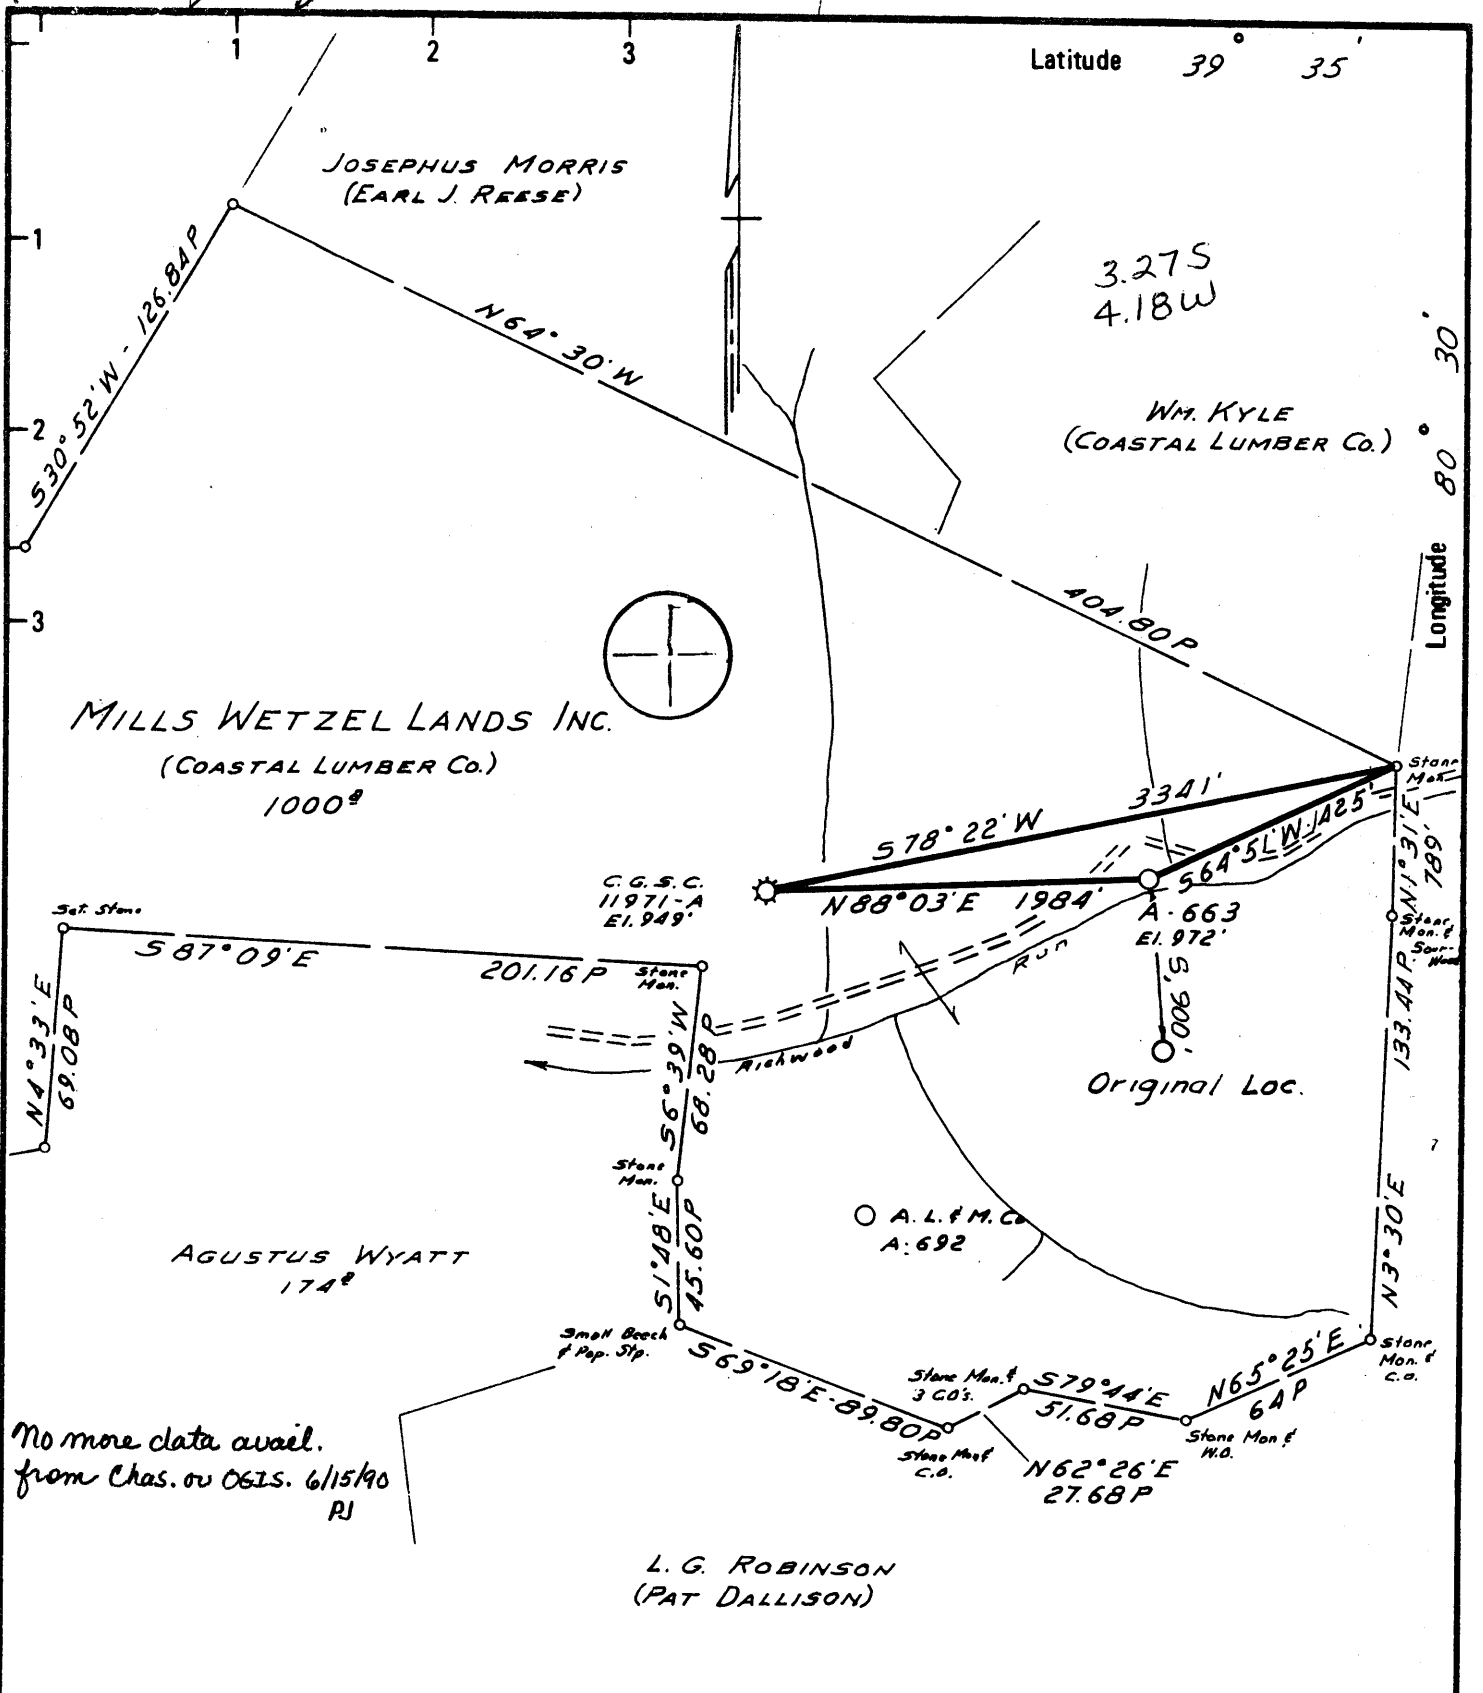 1 2 3
Latitude 39° 35'
JOSEPHUS MORRIS
(EARL J. REESE)
1
3.27S
4.18W
S30°52'W - 126.84P
N64°30'W
Longitude 80° 30'
WM. KYLE
(COASTAL LUMBER CO.)
2
404.80P
3
MILLS WETZEL LANDS INC.
(COASTAL LUMBER CO.)
1000ª
Stone
Mon.
3341'
S78°22'W
S64°51'W-1425'
N1°31'E
789'
C.G.S.C.
11971-A
El. 949'
N88°03'E 1984'
A-663
El. 972'
Stone
Mon. &
Sour-
Wood
Set. Stone
S87°09'E 201.16P
Stone
Mon.
Run
S, 900'
133.44P
N4°33'E
69.08P
S6°39'W
68.28P
Richwood
Original Loc.
Stone
Mon.
N3°30'E
A.L. & M. Co
A-692
S1°48'E
45.60P
AGUSTUS WYATT
174ª
Small Beech
& Pop. Stp.
S69°18'E-89.80P
Stone Mon. &
3 CO's.
S79°44'E
51.68P
N65°25'E
64P
Stone
Mon. &
C.O.
Stone Mon &
W.O.
Stone Mon &
C.O.
N62°26'E
27.68P
No more data avail.
from Chas. or OGIS. 6/15/90
PJ
L. G. ROBINSON
(PAT DALLISON)